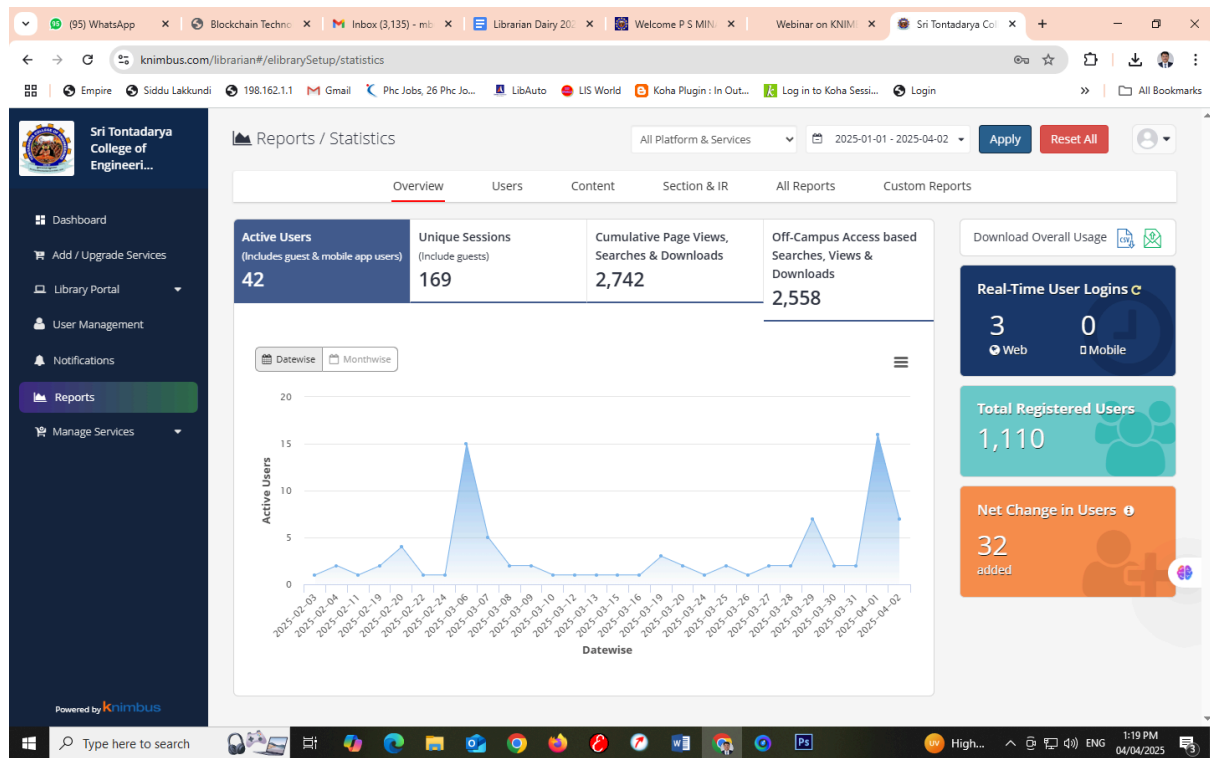 (95) WhatsApp
Blockchain Techno
Inbox (3,135) - mb
Librarian Dairy 202
Welcome P S MIN
Webinar on KNIM
Sri Tontadarya Col
knimbus.com/librarian#/elibrarySetup/statistics
Empire
Siddu Lakkundi
198.162.1.1
Gmail
Phc Jobs, 26 Phc Jo...
LibAuto
LIS World
Koha Plugin : In Out...
Log in to Koha Sessi...
Login
All Bookmarks
Sri Tontadarya
College of
Engineeri...
Dashboard
Add / Upgrade Services
Library Portal
User Management
Notifications
Reports
Manage Services
Powered by Knimbus
Reports / Statistics
All Platform & Services
2025-01-01 - 2025-04-02
Apply
Reset All
Overview
Users
Content
Section & IR
All Reports
Custom Reports
Active Users
(Includes guest & mobile app users)
42
Unique Sessions
(Include guests)
169
Cumulative Page Views,
Searches & Downloads
2,742
Off-Campus Access based
Searches, Views &
Downloads
2,558
Datewise
Monthwise
Active Users
20
15
10
5
0
2025-02-03
2025-02-04
2025-02-11
2025-02-19
2025-02-20
2025-02-22
2025-02-24
2025-03-06
2025-03-07
2025-03-08
2025-03-09
2025-03-10
2025-03-12
2025-03-13
2025-03-15
2025-03-16
2025-03-19
2025-03-20
2025-03-24
2025-03-25
2025-03-26
2025-03-27
2025-03-28
2025-03-29
2025-03-30
2025-03-31
2025-04-01
2025-04-02
Datewise
Download Overall Usage
CSV
Real-Time User Logins
3
Web
0
Mobile
Total Registered Users
1,110
Net Change in Users
32
added
Type here to search
Ps
UV
High...
ENG
1:19 PM
04/04/2025
3